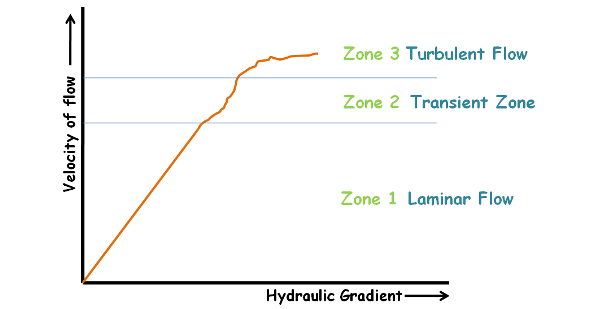 Velocity of flow
Zone 3 Turbulent Flow
Zone 2 Transient Zone
Zone 1 Laminar Flow
Hydraulic Gradient